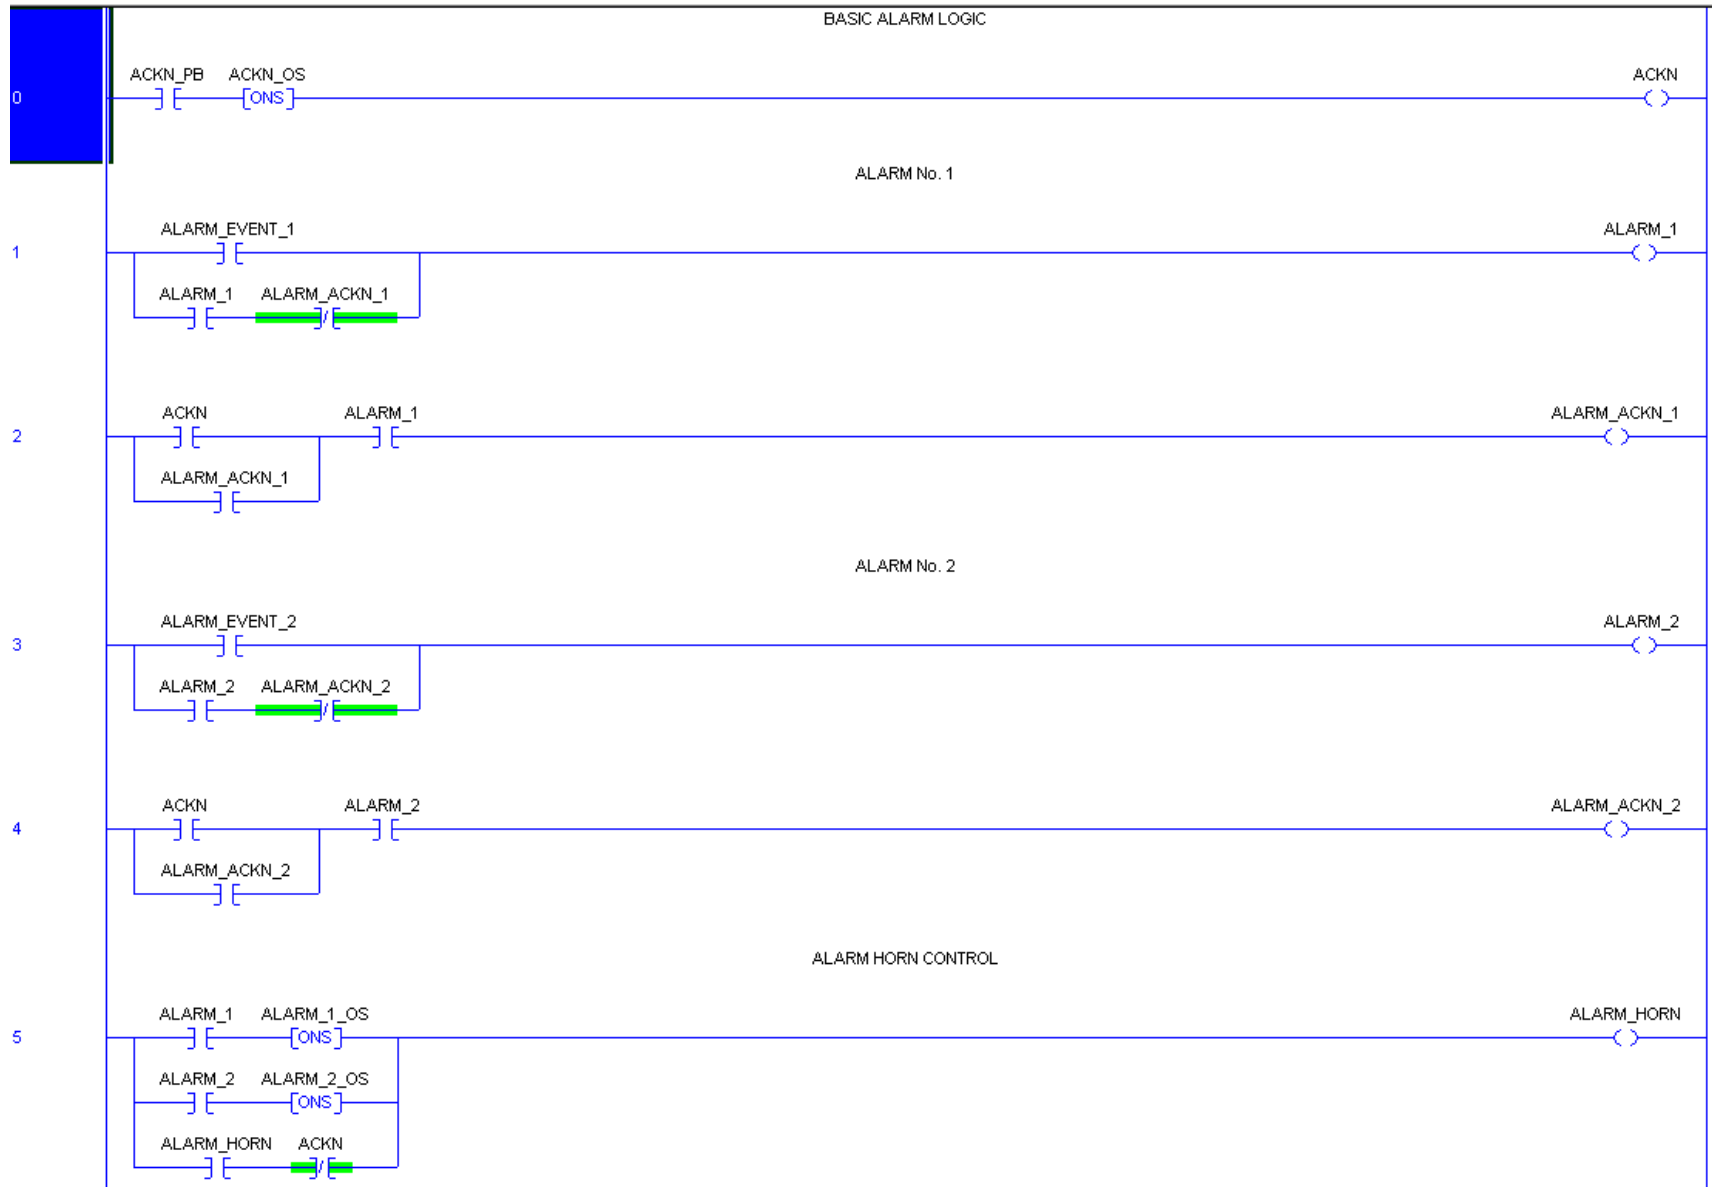 BASIC ALARM LOGIC
ACKN_PB ACKN_OS ACKN
0 ONS
ALARM No. 1
ALARM_EVENT_1 ALARM_1
1
ALARM_1 ALARM_ACKN_1
ACKN ALARM_1 ALARM_ACKN_1
2
ALARM_ACKN_1
ALARM No. 2
ALARM_EVENT_2 ALARM_2
3
ALARM_2 ALARM_ACKN_2
ACKN ALARM_2 ALARM_ACKN_2
4
ALARM_ACKN_2
ALARM HORN CONTROL
ALARM_1 ALARM_1_OS ALARM_HORN
5 ONS
ALARM_2 ALARM_2_OS
ONS
ALARM_HORN ACKN